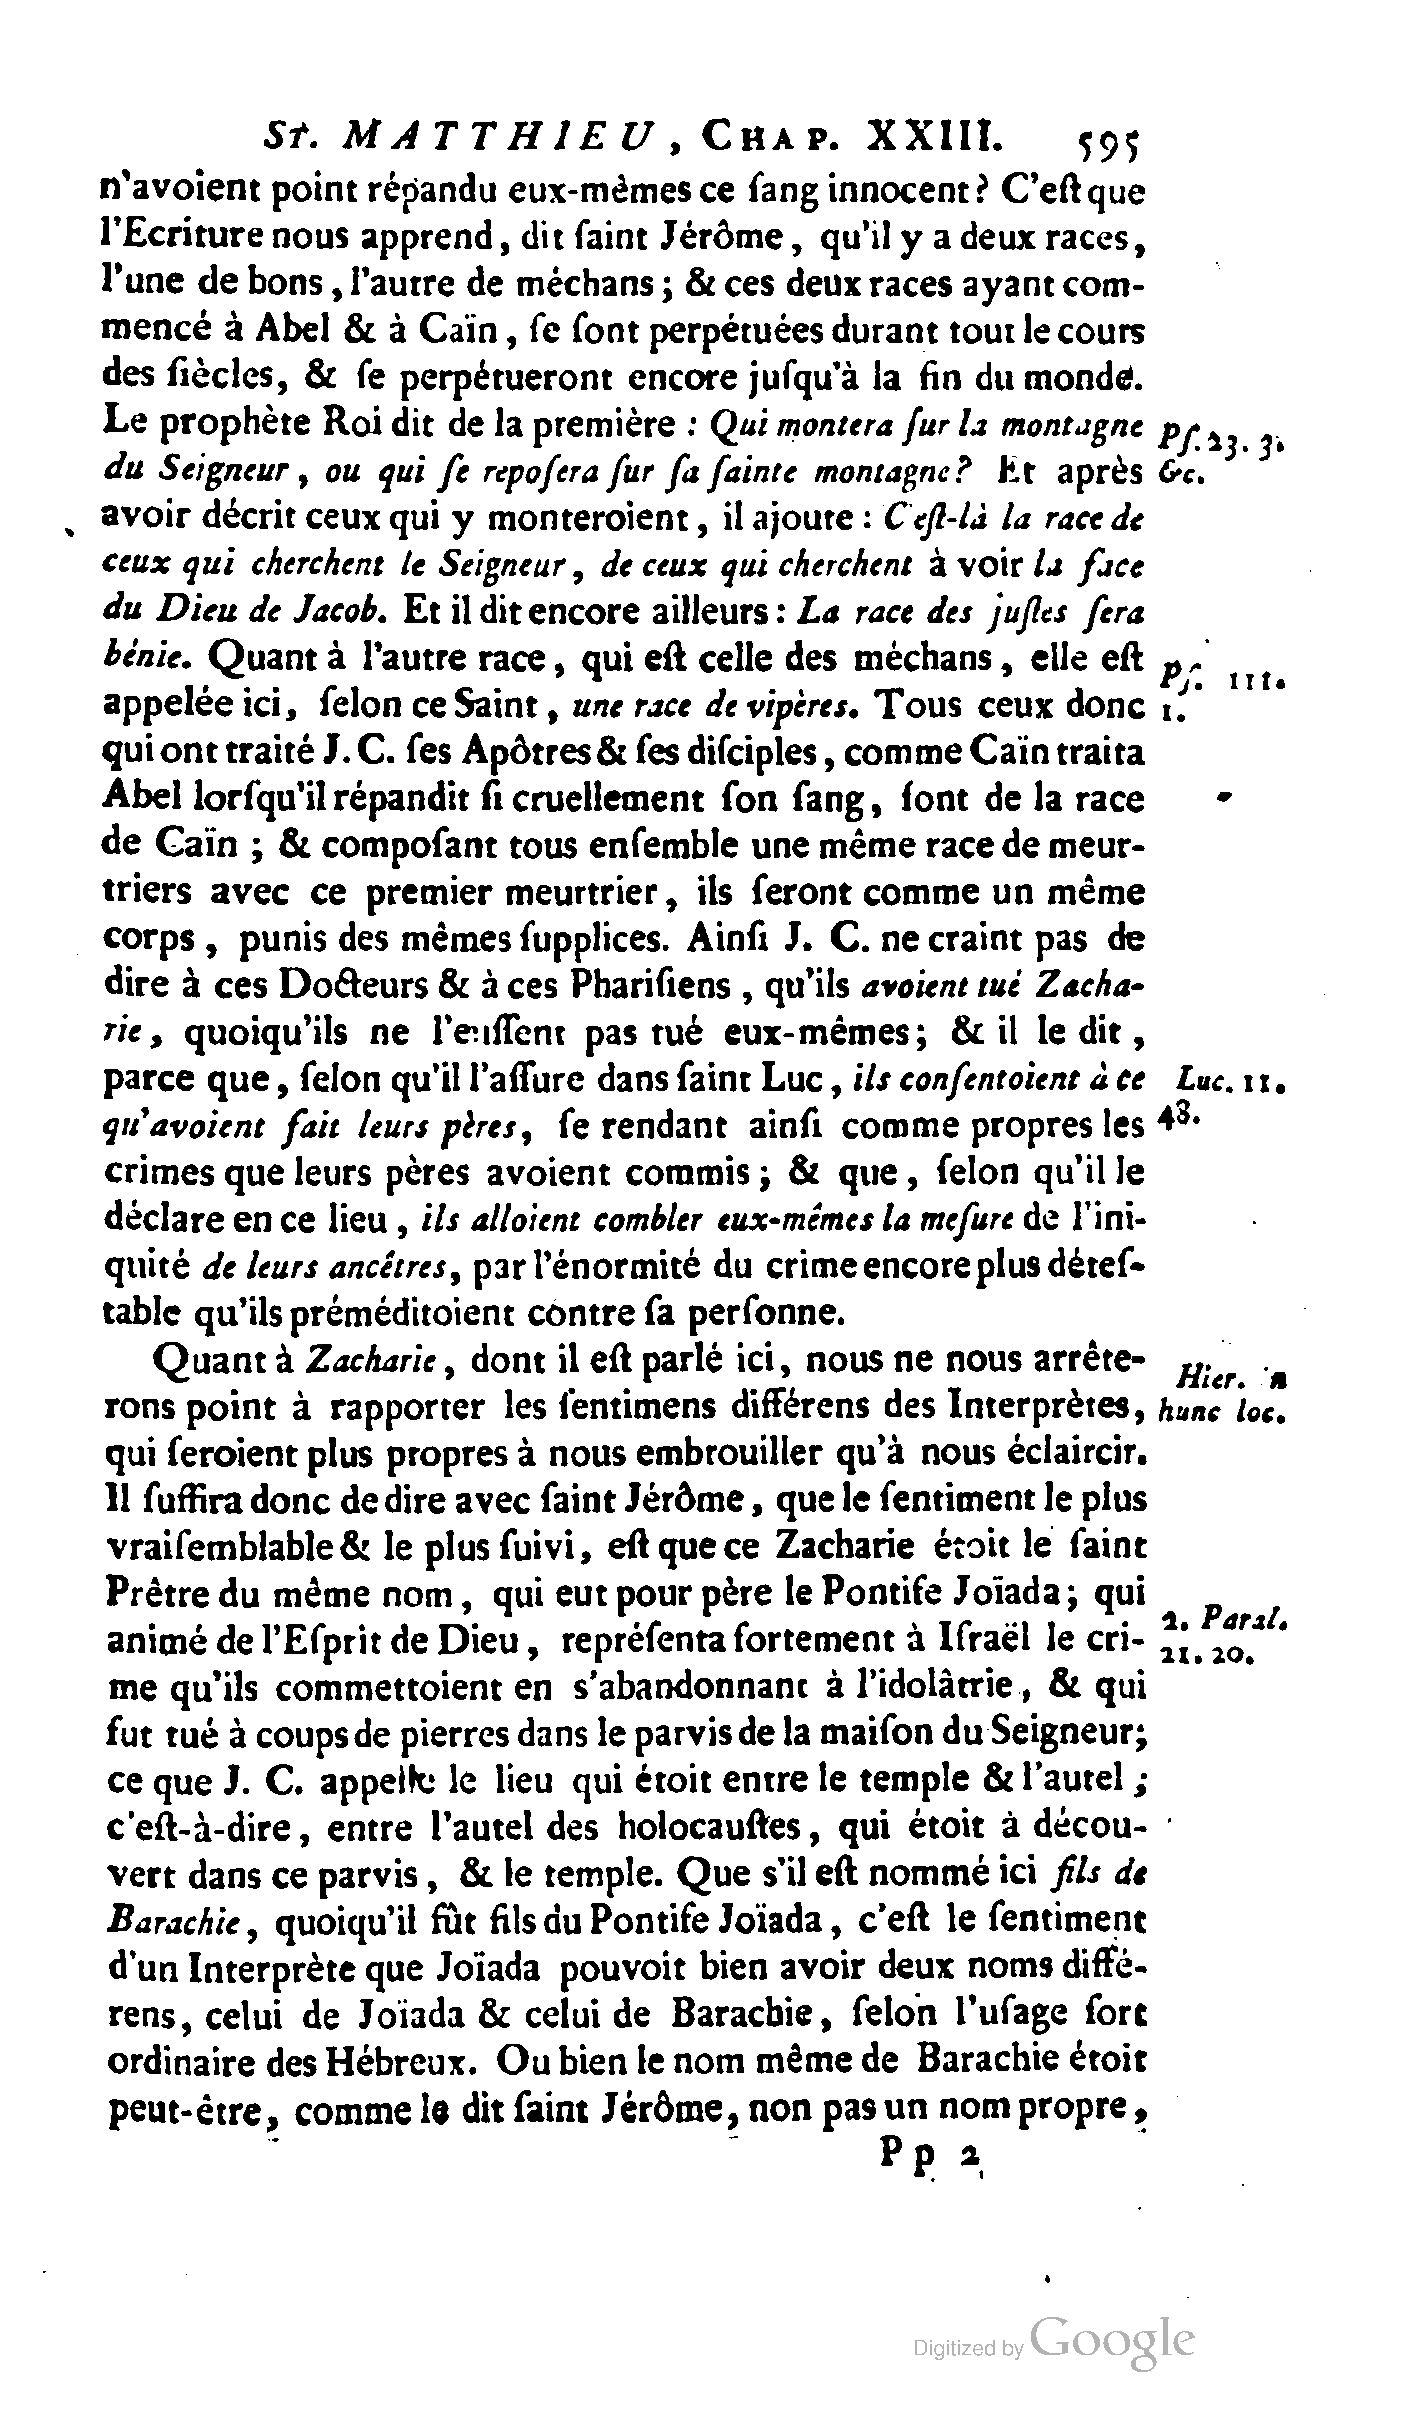 St. MATTHIEU, CHAP. XXIII. 595
n'avoient point répandu eux-mêmes ce ſang innocent? C'eſt que
l'Ecriture nous apprend, dit ſaint Jérôme, qu'il y a deux races,
l'une de bons, l'autre de méchans; & ces deux races ayant com-
mencé à Abel & à Caïn, ſe ſont perpétuées durant tout le cours
des ſiècles, & ſe perpétueront encore juſqu'à la fin du monde.
Le prophète Roi dit de la première : Qui montera ſur la montagne
Pſ. 23. 3.
du Seigneur, ou qui ſe repoſera ſur ſa ſainte montagne? Et après
&c.
avoir décrit ceux qui y monteroient, il ajoute : C'eſt-là la race de
ceux qui cherchent le Seigneur, de ceux qui cherchent à voir la face
du Dieu de Jacob. Et il dit encore ailleurs : La race des juſtes ſera
bénie. Quant à l'autre race, qui eſt celle des méchans, elle eſt
Pſ. 111.
appelée ici, ſelon ce Saint, une race de vipères. Tous ceux donc
1.
qui ont traité J. C. ſes Apôtres & ſes diſciples, comme Caïn traita
Abel lorſqu'il répandit ſi cruellement ſon ſang, ſont de la race
de Caïn ; & compoſant tous enſemble une même race de meur-
triers avec ce premier meurtrier, ils ſeront comme un même
corps, punis des mêmes ſupplices. Ainſi J. C. ne craint pas de
dire à ces Docteurs & à ces Phariſiens, qu'ils avoient tué Zacha-
rie, quoiqu'ils ne l'euſſent pas tué eux-mêmes; & il le dit,
parce que, ſelon qu'il l'aſſure dans ſaint Luc, ils conſentoient à ce
Luc. 11.
qu'avoient fait leurs pères, ſe rendant ainſi comme propres les
48.
crimes que leurs pères avoient commis; & que, ſelon qu'il le
déclare en ce lieu, ils alloient combler eux-mêmes la meſure de l'ini-
quité de leurs ancêtres, par l'énormité du crime encore plus déteſ-
table qu'ils préméditoient contre ſa perſonne.
Quant à Zacharie, dont il eſt parlé ici, nous ne nous arrête-
Hier. n
rons point à rapporter les ſentimens différens des Interprètes,
hunc loc.
qui ſeroient plus propres à nous embrouiller qu'à nous éclaircir.
Il ſuffira donc de dire avec ſaint Jérôme, que le ſentiment le plus
vraiſemblable & le plus ſuivi, eſt que ce Zacharie étoit le ſaint
Prêtre du même nom, qui eut pour père le Pontife Joïada; qui
2. Paral.
animé de l'Eſprit de Dieu, repréſenta fortement à Iſraël le cri-
21. 20.
me qu'ils commettoient en s'abandonnant à l'idolâtrie, & qui
fut tué à coups de pierres dans le parvis de la maiſon du Seigneur;
ce que J. C. appelle le lieu qui étoit entre le temple & l'autel;
c'eſt-à-dire, entre l'autel des holocauſtes, qui étoit à décou-
vert dans ce parvis, & le temple. Que s'il eſt nommé ici fils de
Barachie, quoiqu'il fût fils du Pontife Joïada, c'eſt le ſentiment
d'un Interprète que Joïada pouvoit bien avoir deux noms diffé-
rens, celui de Joïada & celui de Barachie, ſelon l'uſage fort
ordinaire des Hébreux. Ou bien le nom même de Barachie étoit
peut-être, comme le dit ſaint Jérôme, non pas un nom propre,
Pp 2
Digitized by Google